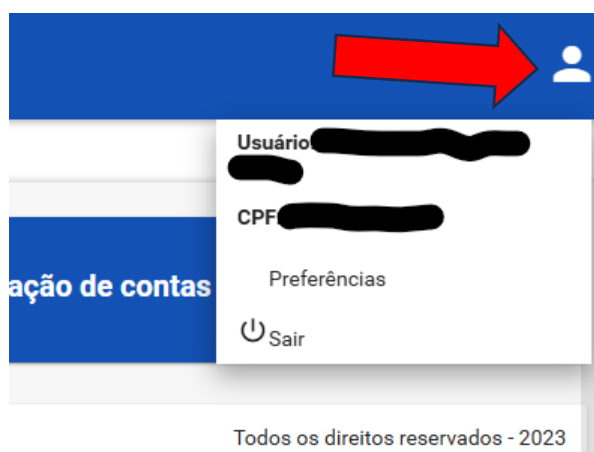 Usuário
CPF
Preferências
ação de contas
Sair
Todos os direitos reservados - 2023